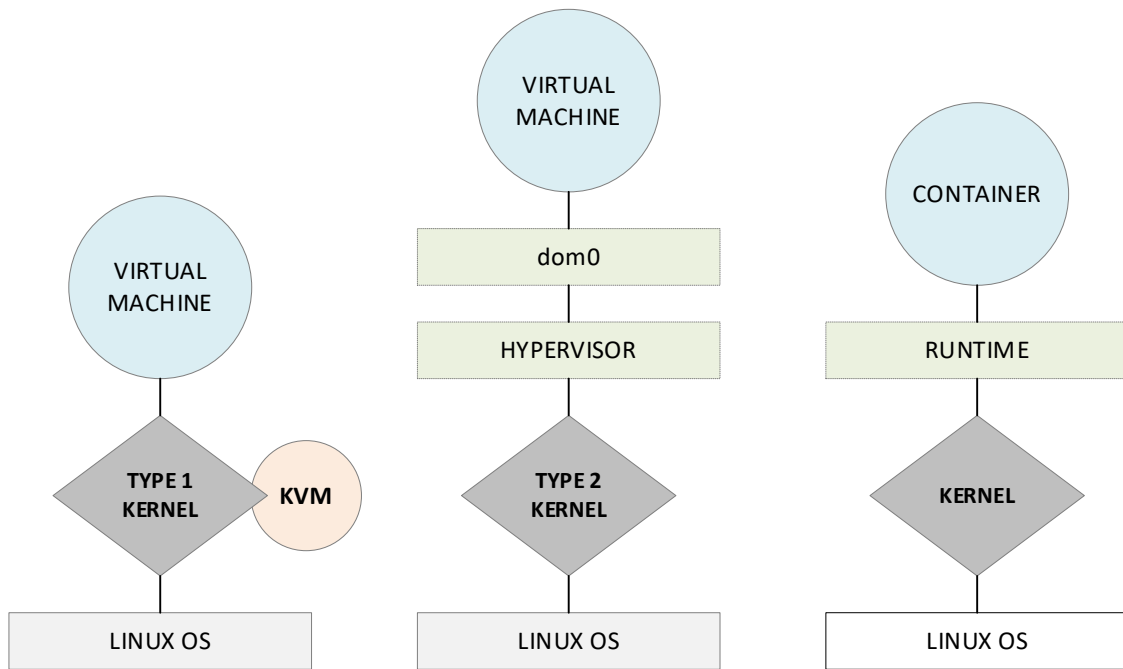 VIRTUAL
MACHINE
TYPE 1
KERNEL
KVM
LINUX OS
VIRTUAL
MACHINE
dom0
HYPERVISOR
TYPE 2
KERNEL
LINUX OS
CONTAINER
RUNTIME
KERNEL
LINUX OS